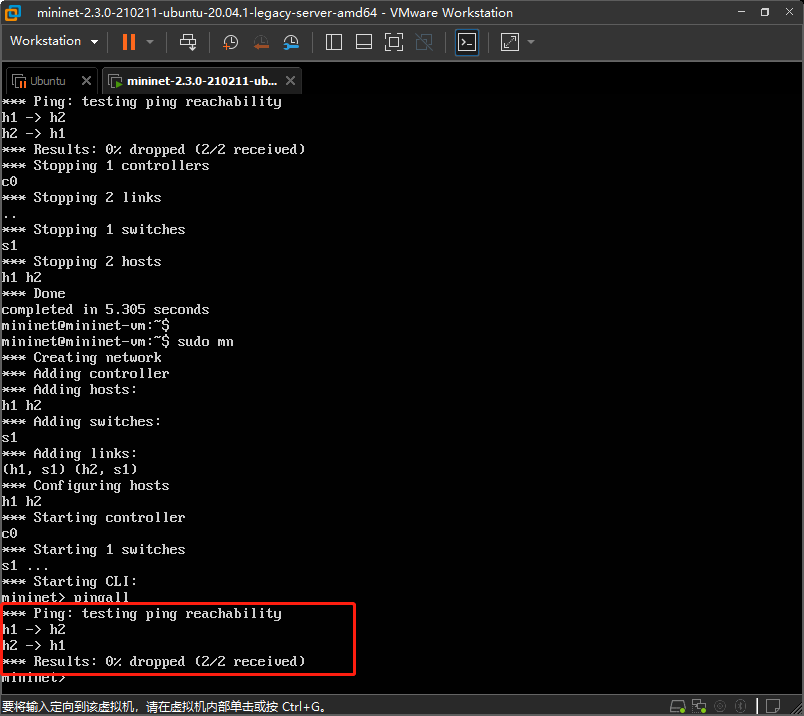 mininet-2.3.0-210211-ubuntu-20.04.1-legacy-server-amd64 - VMware Workstation
Workstation
Ubuntu
mininet-2.3.0-210211-ub...
*** Ping: testing ping reachability
h1 -> h2
h2 -> h1
*** Results: 0% dropped (2/2 received)
*** Stopping 1 controllers
c0
*** Stopping 2 links
..
*** Stopping 1 switches
s1
*** Stopping 2 hosts
h1 h2
*** Done
completed in 5.305 seconds
mininet@mininet-vm:~$
mininet@mininet-vm:~$ sudo mn
*** Creating network
*** Adding controller
*** Adding hosts:
h1 h2
*** Adding switches:
s1
*** Adding links:
(h1, s1) (h2, s1)
*** Configuring hosts
h1 h2
*** Starting controller
c0
*** Starting 1 switches
s1 ...
*** Starting CLI:
mininet> pingall
*** Ping: testing ping reachability
h1 -> h2
h2 -> h1
*** Results: 0% dropped (2/2 received)
mininet>
要将输入定向到该虚拟机，请在虚拟机内部单击或按 Ctrl+G。